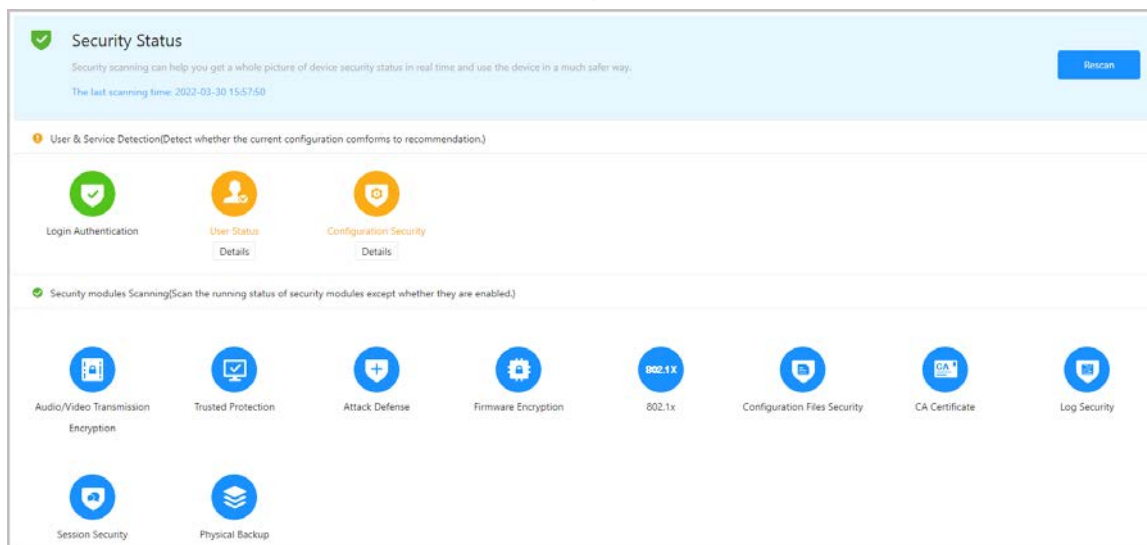 Security Status
Security scanning can help you get a whole picture of device security status in real time and use the device in a much safer way.
Rescan
The last scanning time: 2022-03-30 15:57:50
User & Service Detection(Detect whether the current configuration comforms to recommendation.)
Login Authentication
User Status
Configuration Security
Details
Details
Security modules Scanning(Scan the running status of security modules except whether they are enabled.)
802.1X
CA
Audio/Video Transmission
Encryption
Trusted Protection
Attack Defense
Firmware Encryption
802.1x
Configuration Files Security
CA Certificate
Log Security
Session Security
Physical Backup